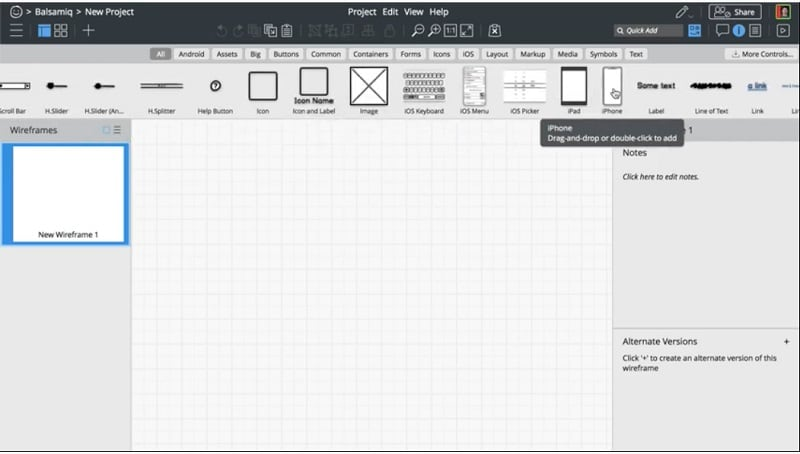 > Balsamiq > New Project
Project Edit View Help
Share
1:1
Quick Add
All Android Assets Big Buttons Common Containers Forms Icons iOS Layout Markup Media Symbols Text
More Controls...
Some text
a link
Icon Name
Scroll Bar H.Slider H.Slider (An... H.Splitter Help Button Icon Icon and Label Image iOS Keyboard iOS Menu iOS Picker iPad iPhone Label Line of Text Link
Wireframes
iPhone
Drag-and-drop or double-click to add
1
Notes
Click here to edit notes.
New Wireframe 1
Alternate Versions +
Click '+' to create an alternate version of this
wireframe